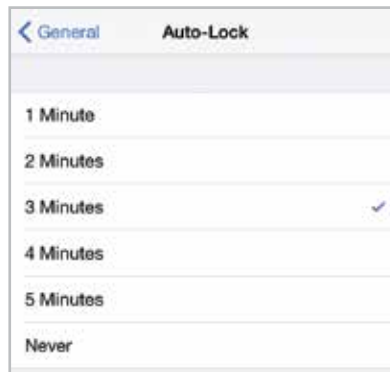 General Auto-Lock
1 Minute
2 Minutes
3 Minutes
4 Minutes
5 Minutes
Never